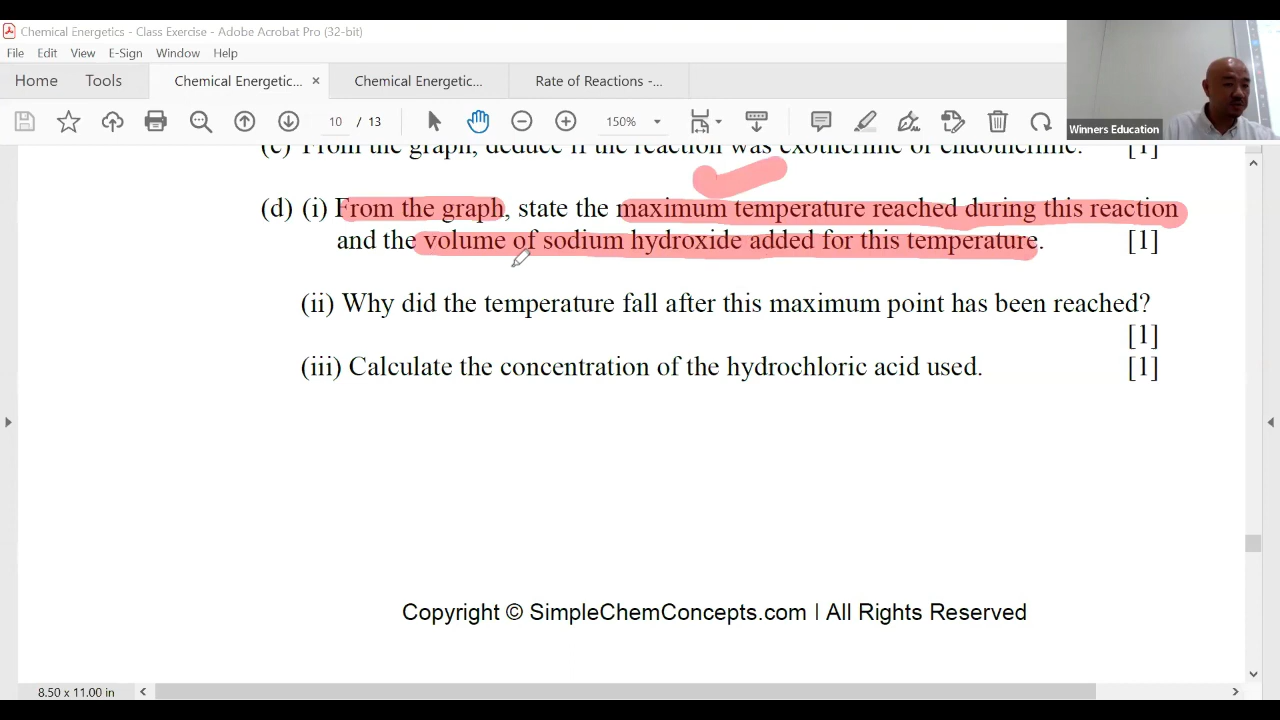 Chemical Energetics - Class Exercise - Adobe Acrobat Pro (32-bit)
File Edit View E-Sign Window Help
Home Tools Chemical Energetic... × Chemical Energetic... Rate of Reactions -...
10 / 13 150%
Winners Education
From the graph, deduce if the reaction was exothermic or endothermic. [1]
(d) (i) From the graph, state the maximum temperature reached during this reaction
and the volume of sodium hydroxide added for this temperature. [1]
(ii) Why did the temperature fall after this maximum point has been reached?
[1]
(iii) Calculate the concentration of the hydrochloric acid used. [1]
Copyright © SimpleChemConcepts.com | All Rights Reserved
8.50 x 11.00 in